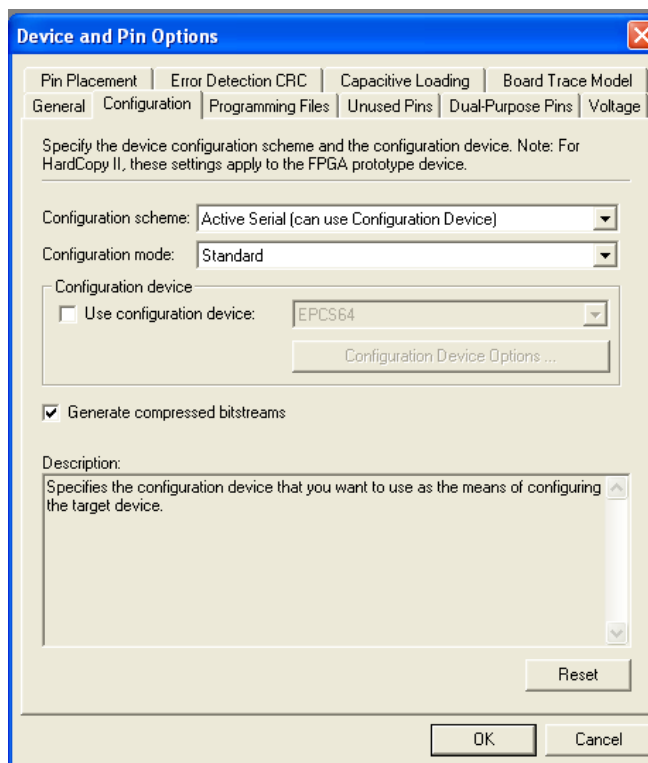 Device and Pin Options
Pin Placement
Error Detection CRC
Capacitive Loading
Board Trace Model
General
Configuration
Programming Files
Unused Pins
Dual-Purpose Pins
Voltage
Specify the device configuration scheme and the configuration device. Note: For
HardCopy II, these settings apply to the FPGA prototype device.
Configuration scheme: Active Serial (can use Configuration Device)
Configuration mode: Standard
Configuration device
Use configuration device: EPCS64
Configuration Device Options ...
Generate compressed bitstreams
Description:
Specifies the configuration device that you want to use as the means of configuring
the target device.
Reset
OK
Cancel